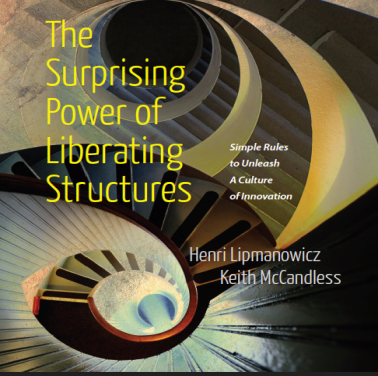 The
Surprising
Power of
Liberating
Structures
Simple Rules
to Unleash
A Culture
of Innovation
Henri Lipmanowicz
Keith McCandless